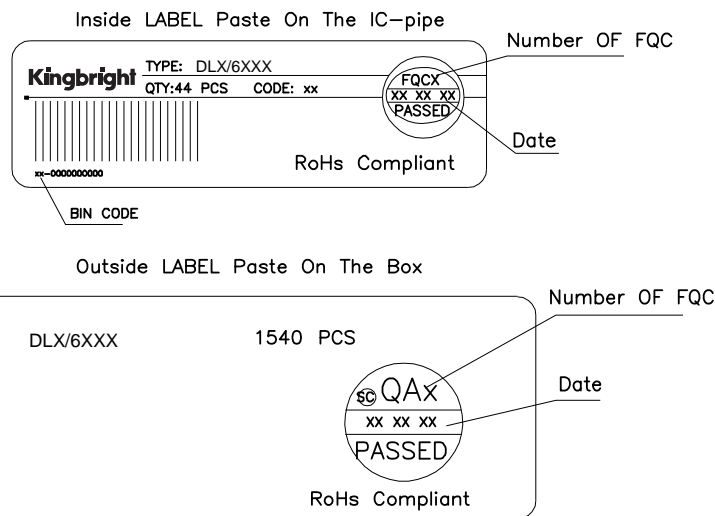 Inside LABEL Paste On The IC-pipe
Number OF FQC
Kingbright
TYPE: DLX/6XXX
QTY:44 PCS CODE: xx
FQCX
XX XX XX
PASSED
Date
RoHs Compliant
xx-0000000000
BIN CODE
Outside LABEL Paste On The Box
Number OF FQC
DLX/6XXX 1540 PCS
SC QAx
Date
XX XX XX
PASSED
RoHs Compliant